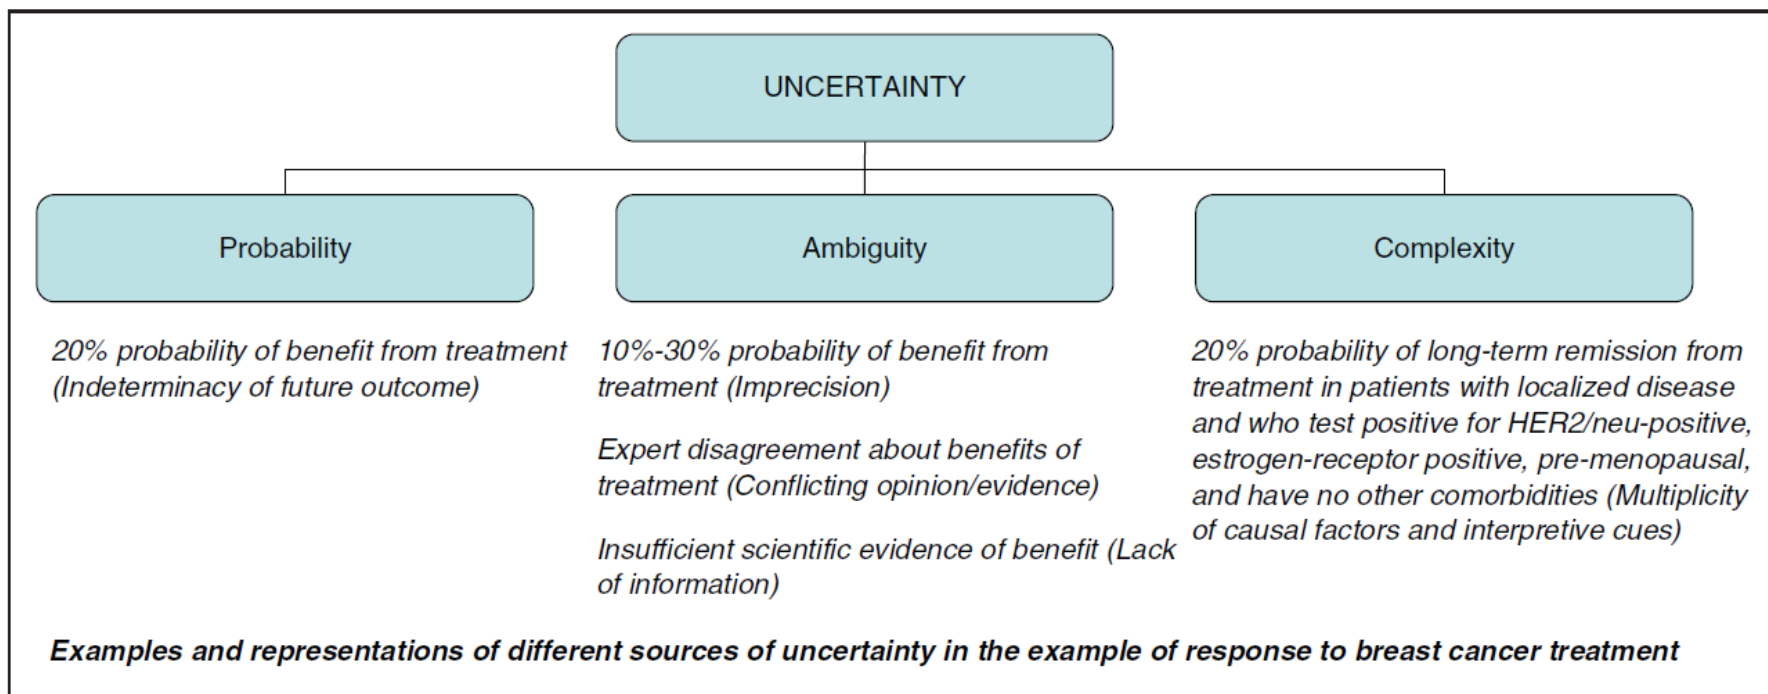 UNCERTAINTY
Probability
Ambiguity
Complexity
20% probability of benefit from treatment
(Indeterminacy of future outcome)
10%-30% probability of benefit from
treatment (Imprecision)
Expert disagreement about benefits of
treatment (Conflicting opinion/evidence)
Insufficient scientific evidence of benefit (Lack
of information)
20% probability of long-term remission from
treatment in patients with localized disease
and who test positive for HER2/neu-positive,
estrogen-receptor positive, pre-menopausal,
and have no other comorbidities (Multiplicity
of causal factors and interpretive cues)
Examples and representations of different sources of uncertainty in the example of response to breast cancer treatment